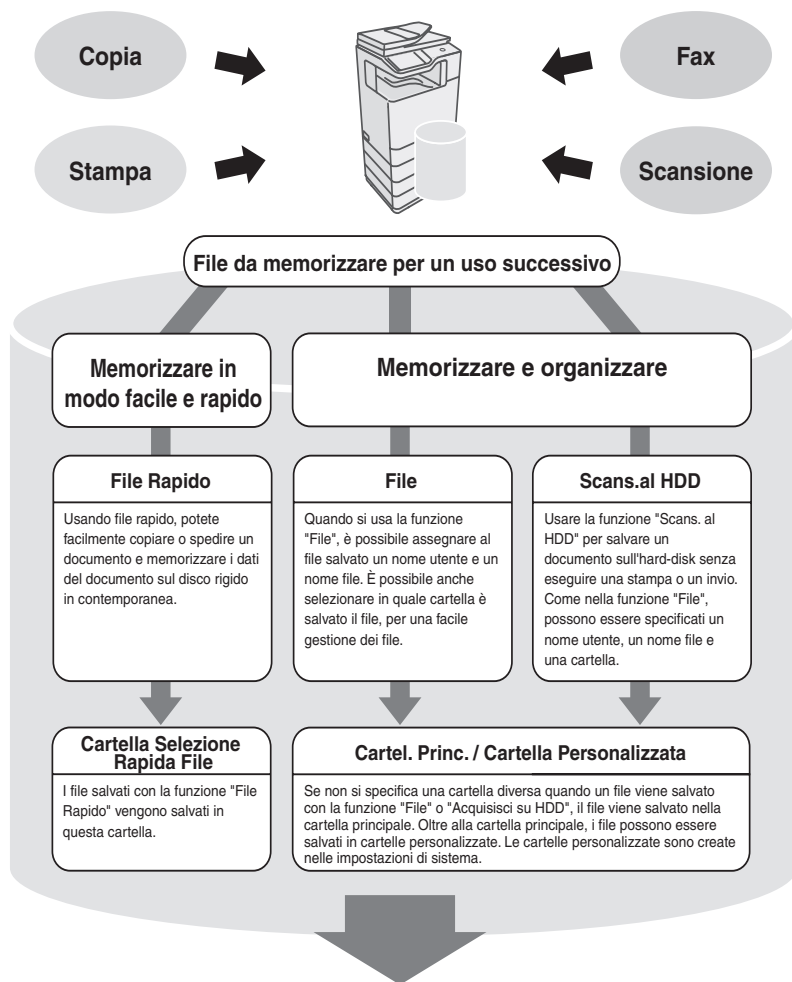 Copia
Fax
Stampa
Scansione
File da memorizzare per un uso successivo
Memorizzare in
modo facile e rapido
Memorizzare e organizzare
File Rapido
Usando file rapido, potete
facilmente copiare o spedire un
documento e memorizzare i dati
del documento sul disco rigido
in contemporanea.
File
Quando si usa la funzione
"File", è possibile assegnare al
file salvato un nome utente e un
nome file. È possibile anche
selezionare in quale cartella è
salvato il file, per una facile
gestione dei file.
Scans.al HDD
Usare la funzione "Scans. al
HDD" per salvare un
documento sull'hard-disk senza
eseguire una stampa o un invio.
Come nella funzione "File",
possono essere specificati un
nome utente, un nome file e
una cartella.
Cartella Selezione
Rapida File
I file salvati con la funzione "File
Rapido" vengono salvati in
questa cartella.
Cartel. Princ. / Cartella Personalizzata
Se non si specifica una cartella diversa quando un file viene salvato
con la funzione "File" o "Acquisisci su HDD", il file viene salvato nella
cartella principale. Oltre alla cartella principale, i file possono essere
salvati in cartelle personalizzate. Le cartelle personalizzate sono create
nelle impostazioni di sistema.